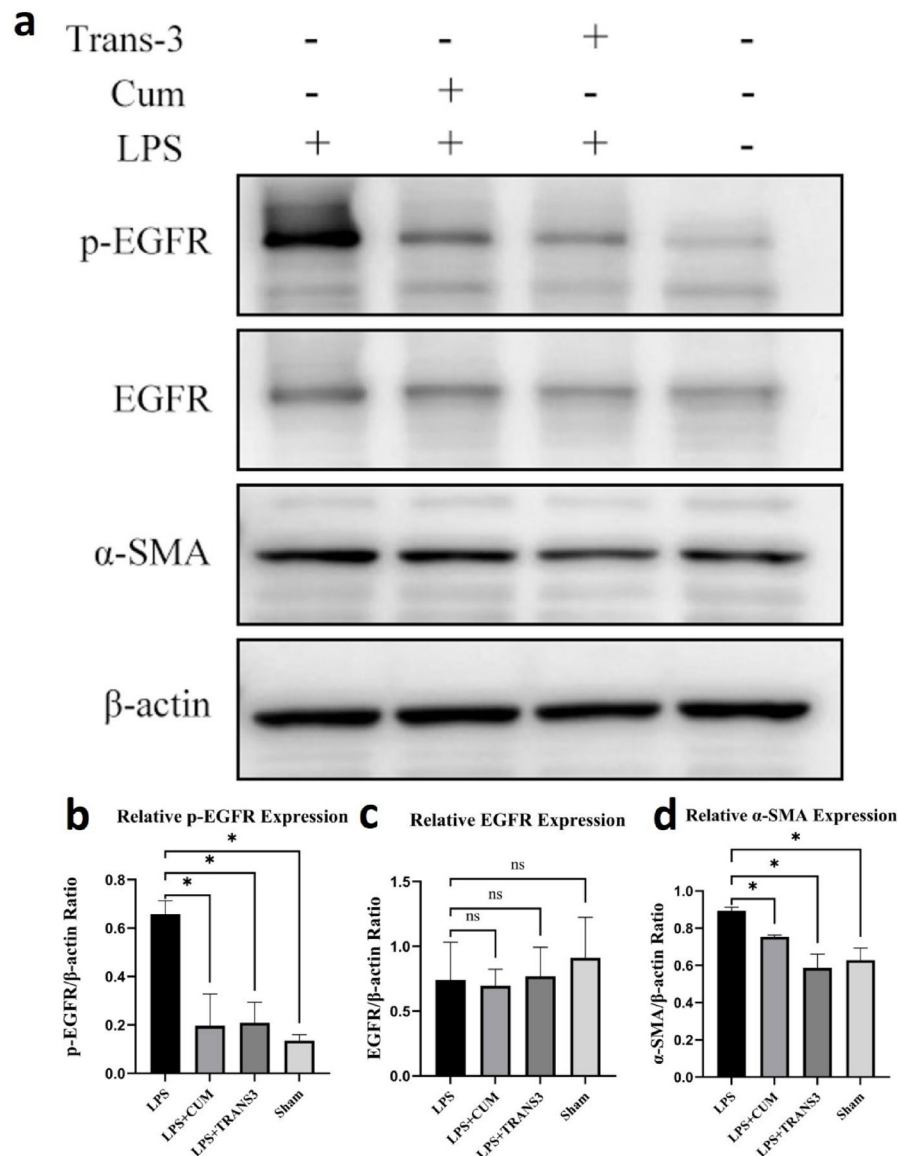 a
Trans-3 - - + -
Cum - + - -
LPS + + + -
p-EGFR
EGFR
α-SMA
β-actin
b Relative p-EGFR Expression
p-EGFR/β-actin Ratio
0.8
0.6
0.4
0.2
0.0
*
*
*
LPS
LPS+CUM
LPS+TRANS3
Sham
c Relative EGFR Expression
EGFR/β-actin Ratio
1.5
1.0
0.5
0.0
ns
ns
ns
LPS
LPS+CUM
LPS+TRANS3
Sham
d Relative α-SMA Expression
α-SMA/β-actin Ratio
1.0
0.8
0.6
0.4
0.2
0.0
*
*
*
LPS
LPS+CUM
LPS+TRANS3
Sham